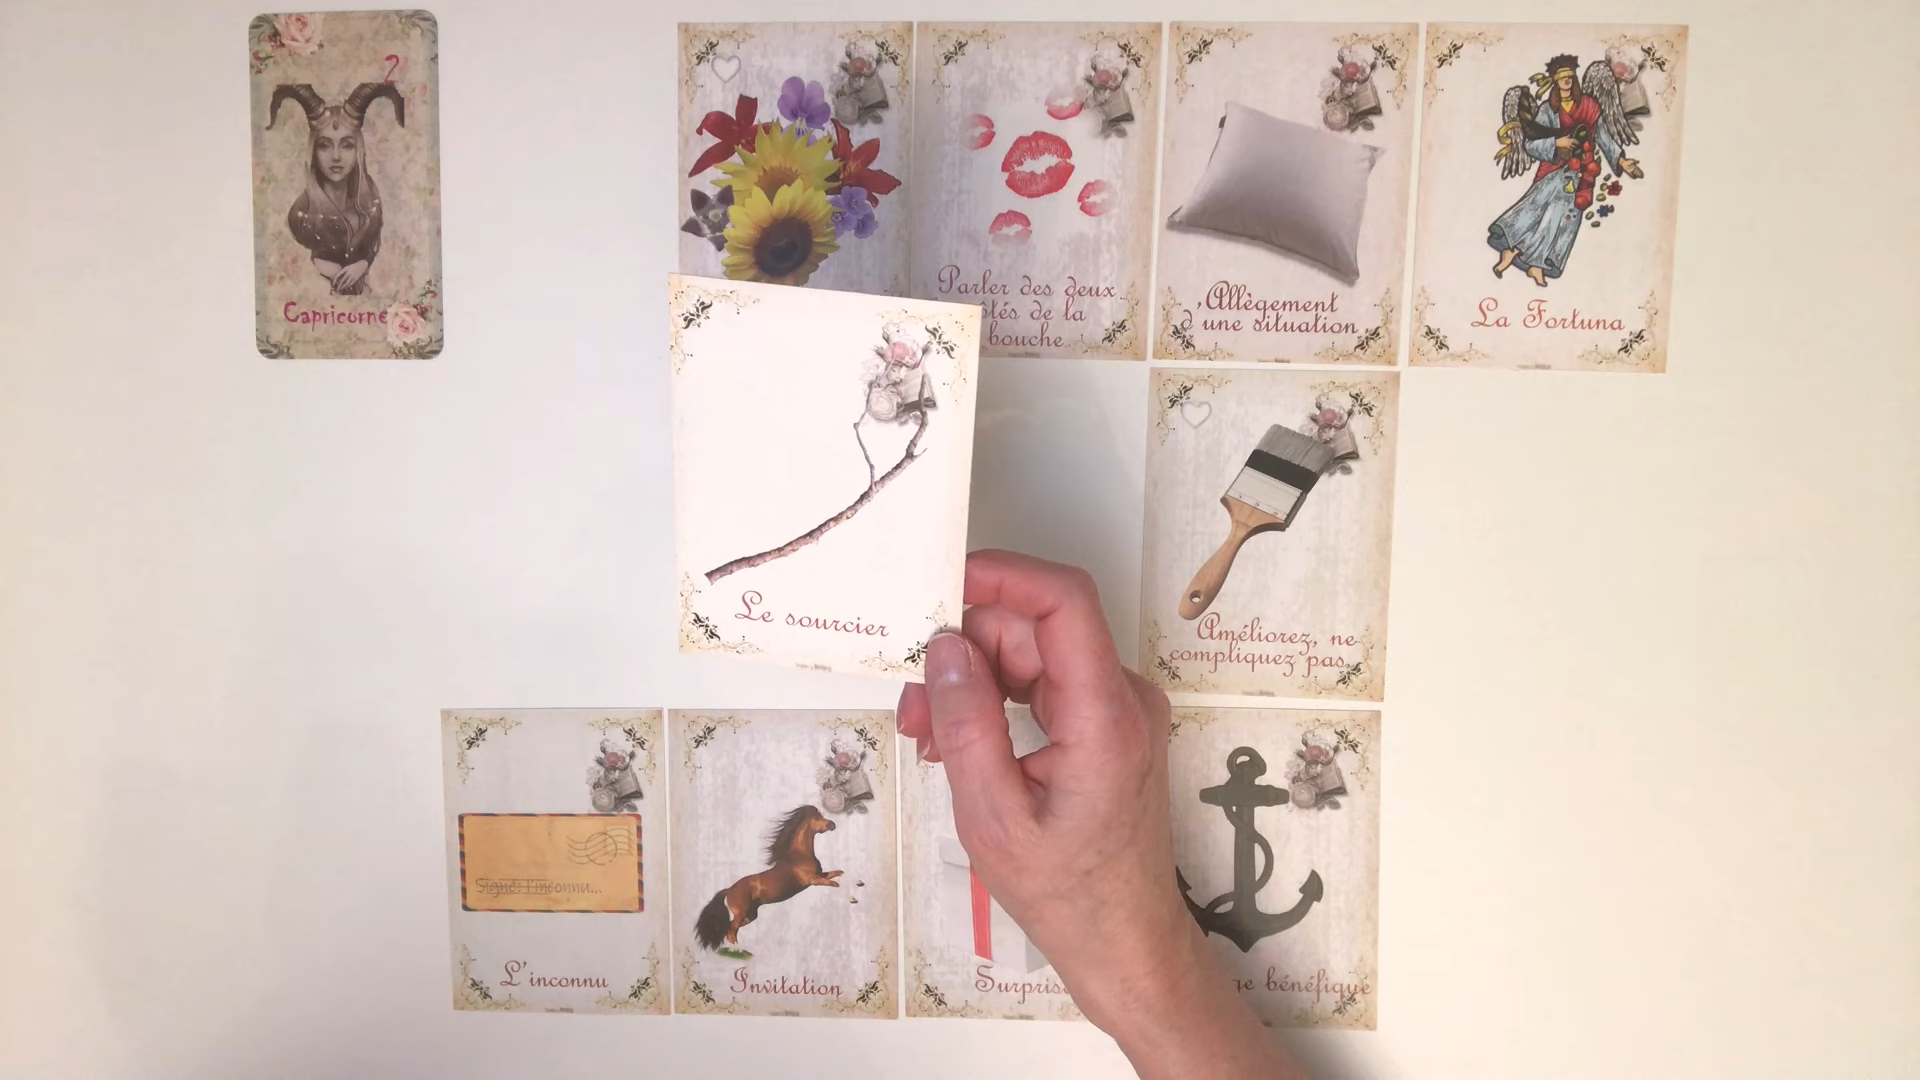 2
Capricorne
Parler des deux
de la
bouche
Allègement
d'une situation
La Fortuna
Le sourcier
Améliorez, ne
compliquez pas
Signé: l'inconnu...
L'inconnu
Invitation
Surpris
ge bénéfique